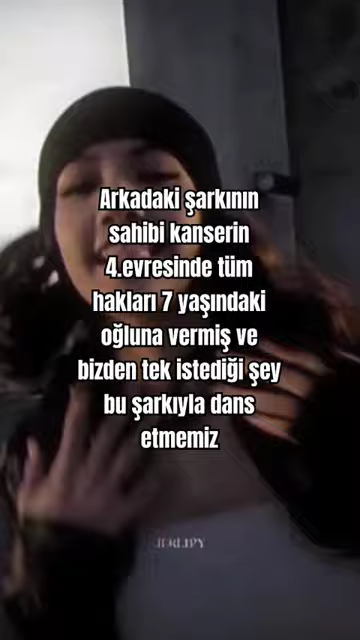 Arkadaki şarkının
sahibi kanserin
4.evresinde tüm
hakları 7 yaşındaki
oğluna vermiş ve
bizden tek istediği şey
bu şarkıyla dans
etmemiz